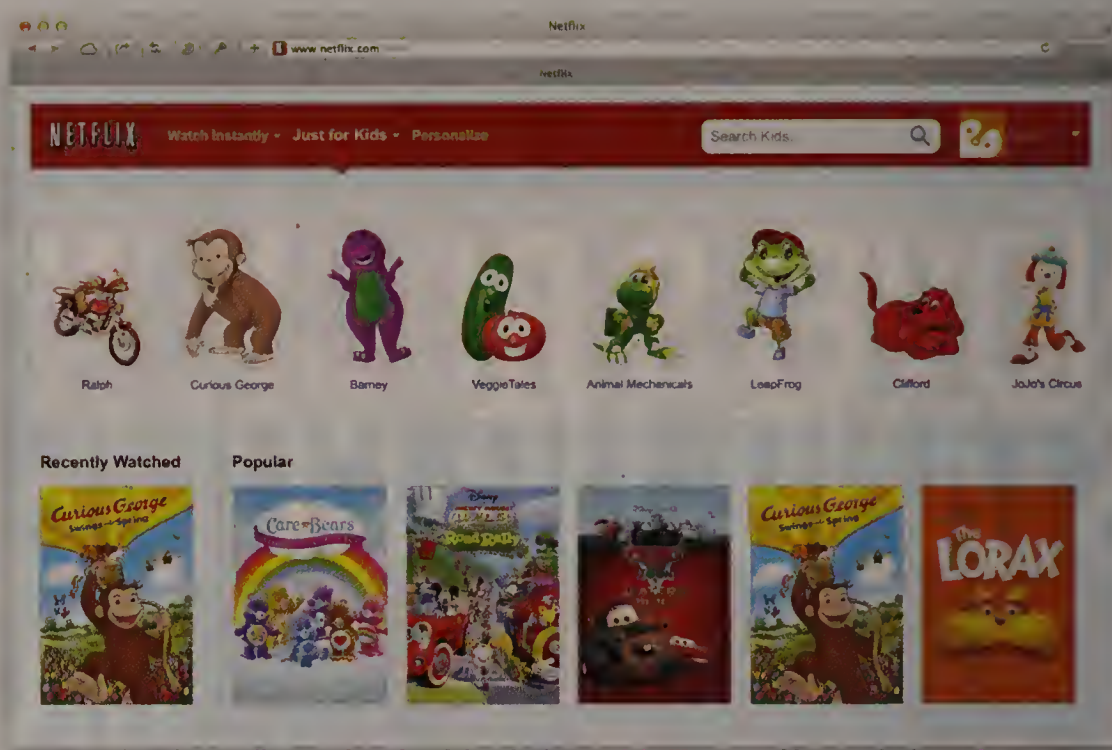 Netflix
www.netflix.com
Netflix
NETFLIX
Watch Instantly Just for Kids Personalize
Search Kids.
Ralph
Curious George
Barney
VeggieTales
Animal Mechanicals
LeapFrog
Clifford
JoJo's Circus
Recently Watched
Popular
Curious George
Swings into Spring
Care Bears
Disney
Road Rally
Curious George
Swings into Spring
The
LORAX